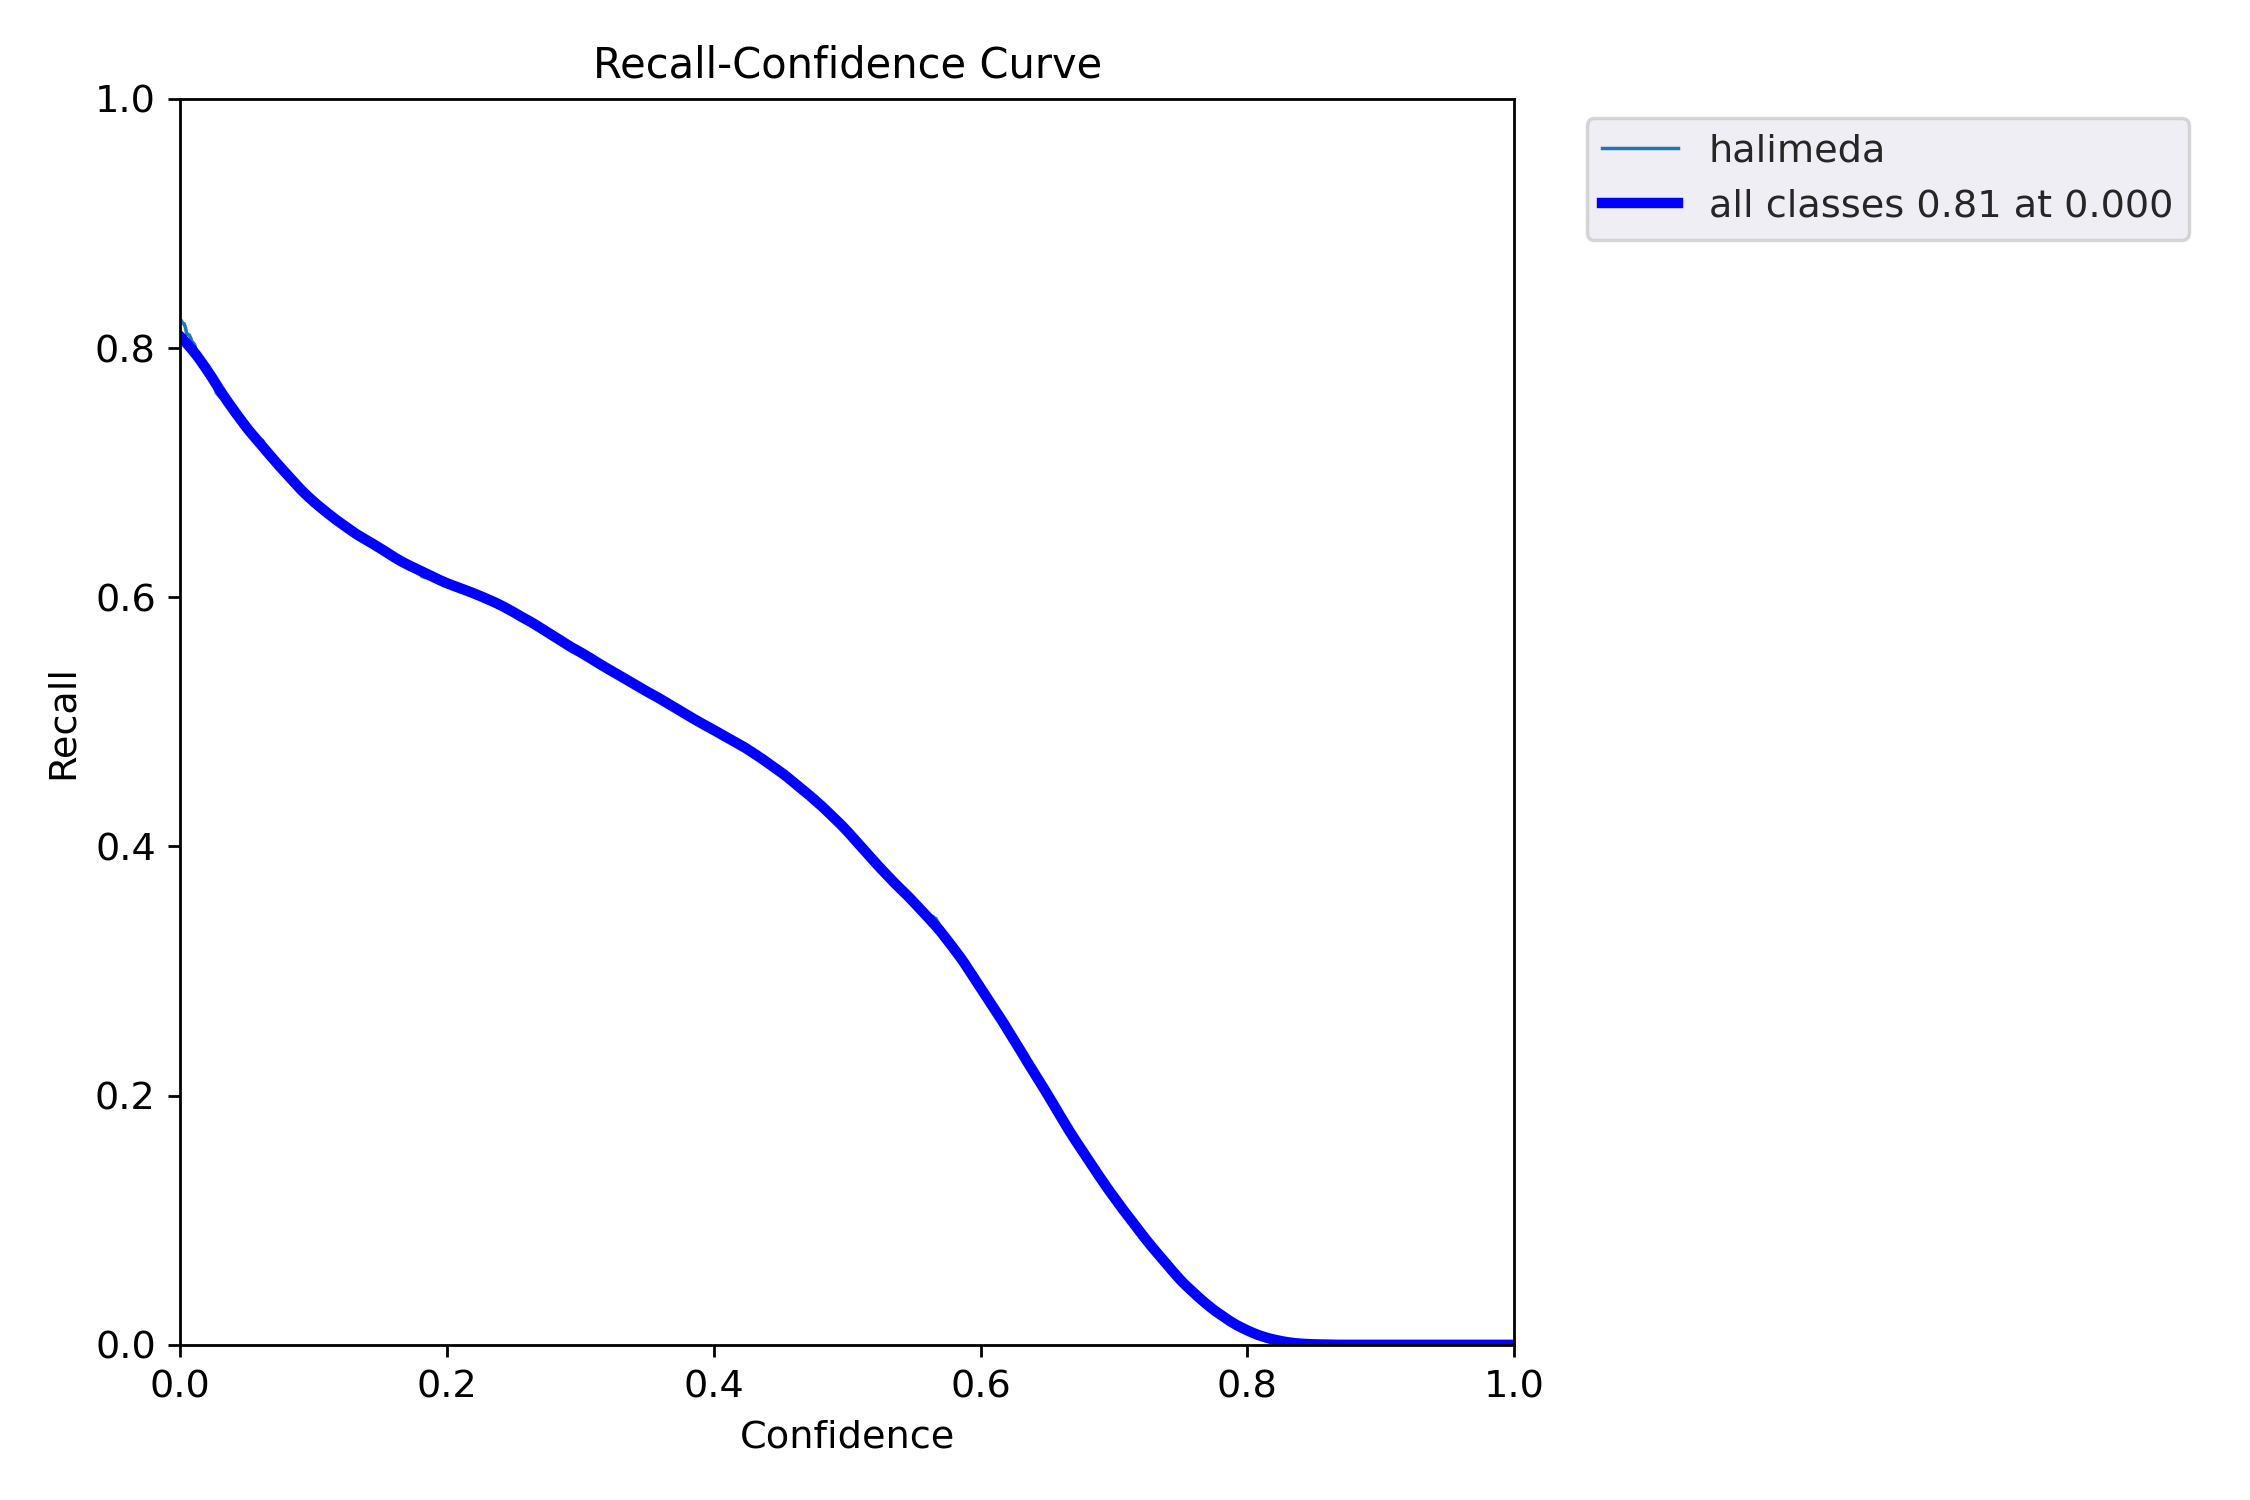 Recall-Confidence Curve
halimeda
all classes 0.81 at 0.000
1.0
0.8
0.6
0.4
0.2
0.0
Recall
0.0 0.2 0.4 0.6 0.8 1.0
Confidence